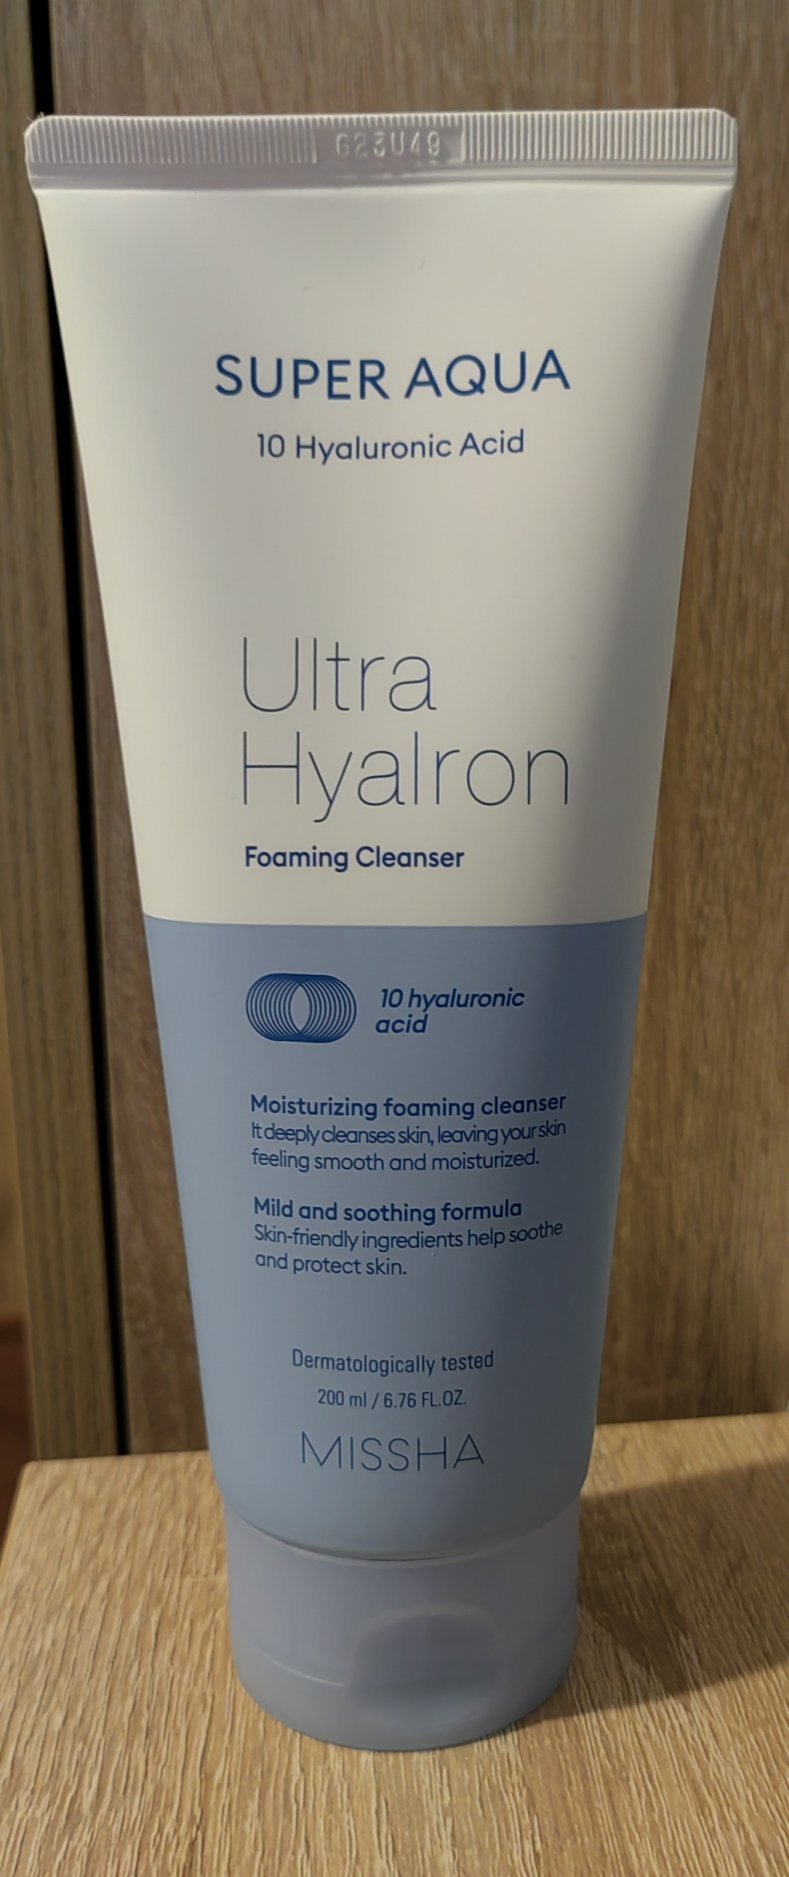 G23U49
SUPER AQUA
10 Hyaluronic Acid
Ultra
Hyalron
Foaming Cleanser
10 hyaluronic
acid
Moisturizing foaming cleanser
It deeply cleanses skin, leaving your skin
feeling smooth and moisturized.
Mild and soothing formula
Skin-friendly ingredients help soothe
and protect skin.
Dermatologically tested
200 ml / 6.76 FL.OZ.
MISSHA